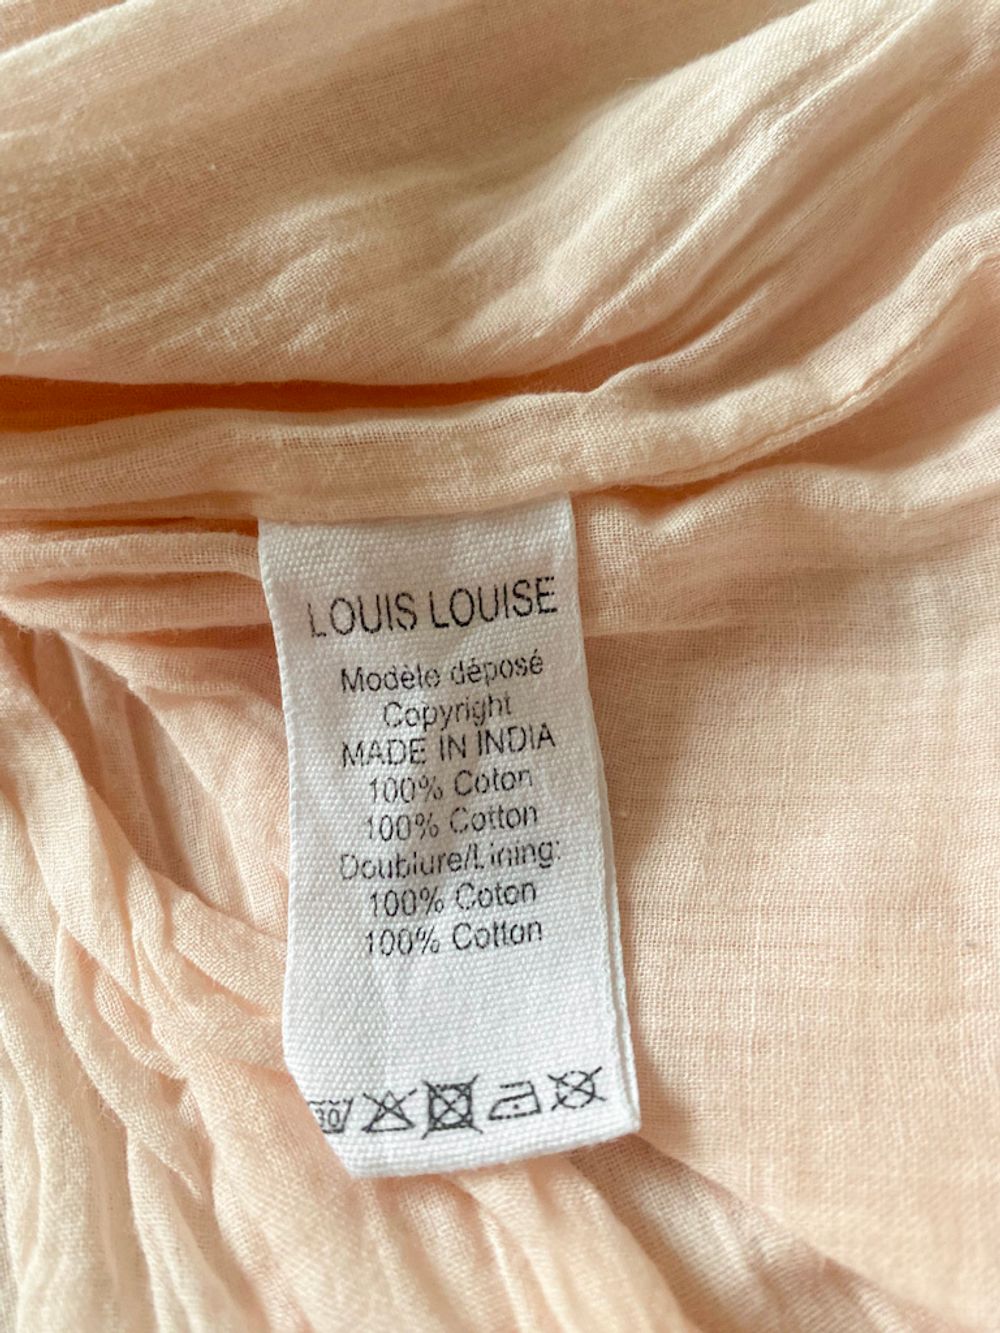 LOUIS LOUISE
Modèle déposé
Copyright
MADE IN INDIA
100% Coton
100% Cotton
Doublure/Lining:
100% Coton
100% Cotton
30